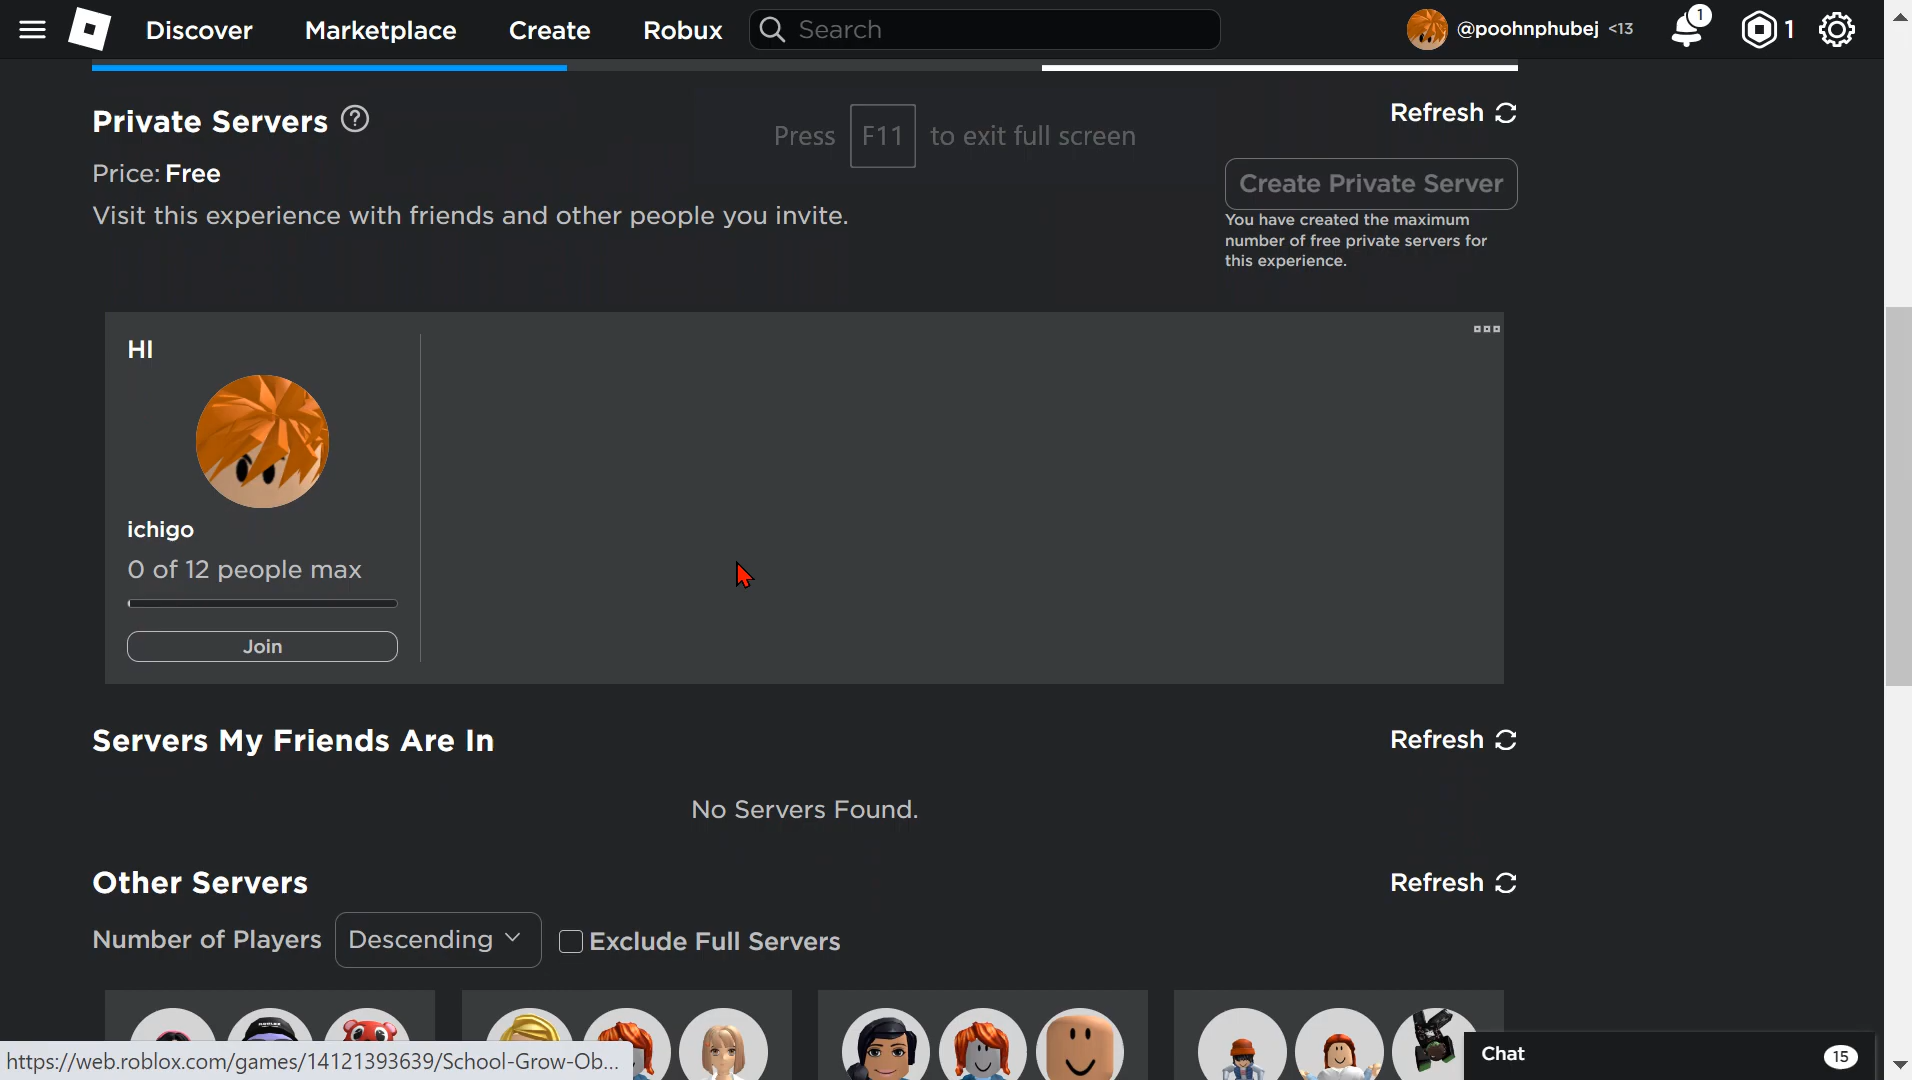 Discover Marketplace Create Robux Search @poohnphubej <13 1 1
Private Servers ?
Refresh
Press F11 to exit full screen
Price: Free
Create Private Server
Visit this experience with friends and other people you invite.
You have created the maximum
number of free private servers for
this experience.
HI
ichigo
0 of 12 people max
Join
Servers My Friends Are In
Refresh
No Servers Found.
Other Servers
Refresh
Number of Players Descending Exclude Full Servers
https://web.roblox.com/games/14121393639/School-Grow-Ob...
Chat 15